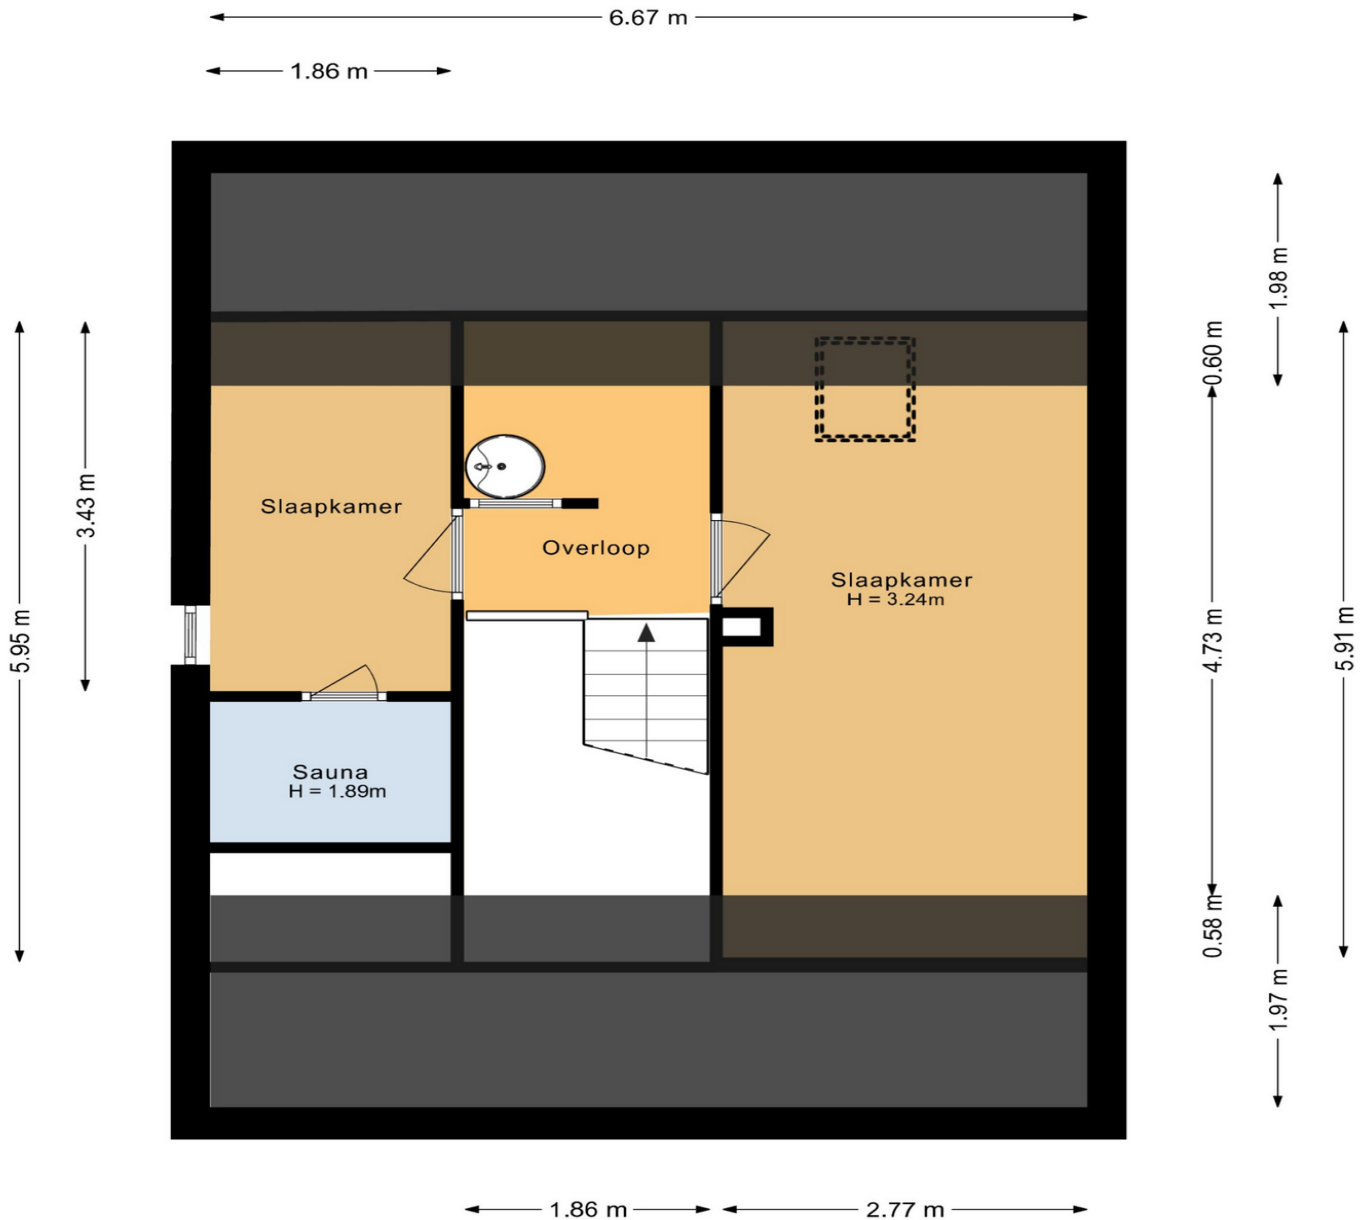 6.67 m
1.86 m
1.98 m
0.60 m
3.43 m
Slaapkamer
Overloop
Slaapkamer
H = 3.24m
5.95 m
4.73 m
5.91 m
Sauna
H = 1.89m
0.58 m
1.97 m
1.86 m
2.77 m